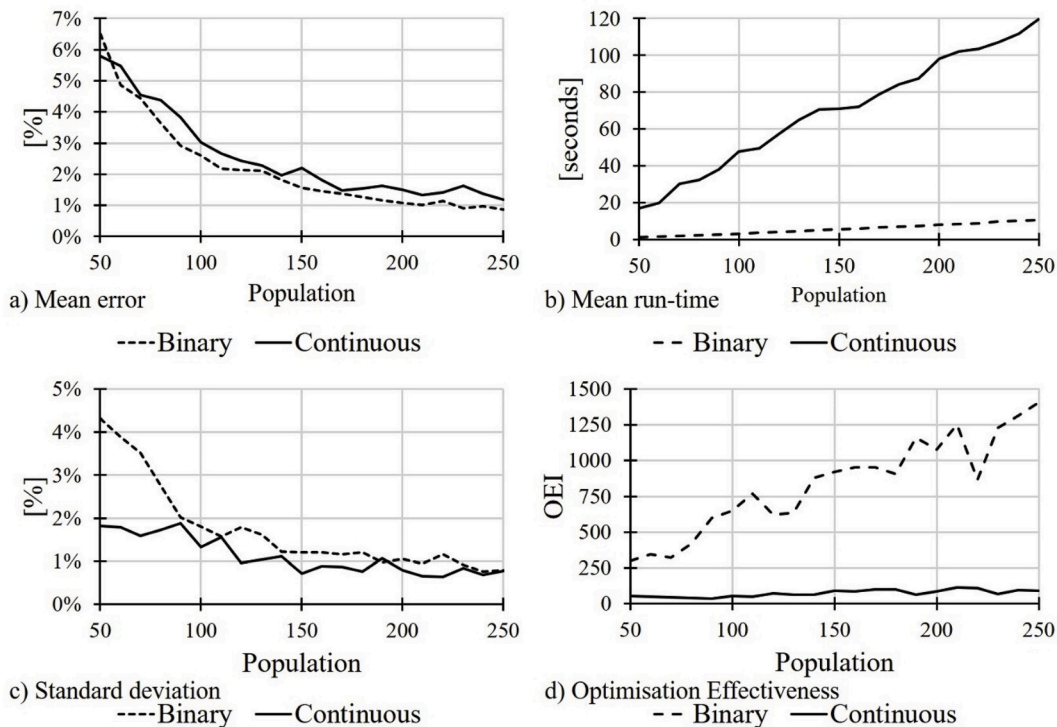 7%
6%
5%
4%
3%
2%
1%
0%
[%]
50 100 150 200 250
Population
a) Mean error
Binary Continuous
120
100
80
60
40
20
0
[seconds]
50 100 150 200 250
Population
b) Mean run-time
Binary Continuous
5%
4%
3%
2%
1%
0%
[%]
50 100 150 200 250
Population
c) Standard deviation
Binary Continuous
1500
1250
1000
750
500
250
0
OEI
50 100 150 200 250
Population
d) Optimisation Effectiveness
Binary Continuous